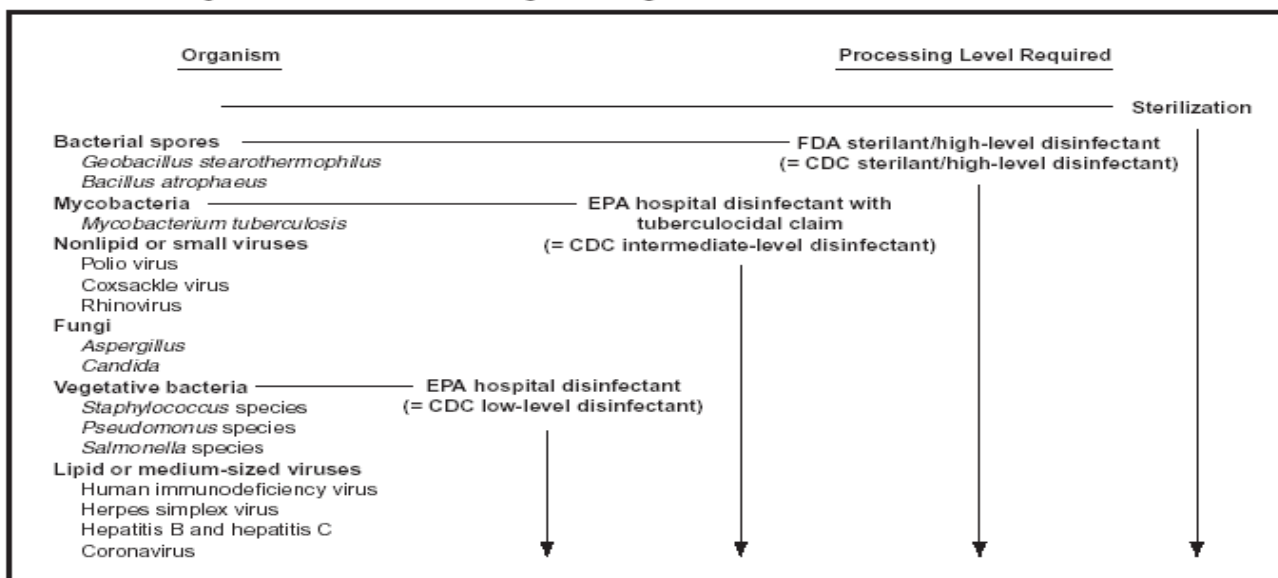 Organism Processing Level Required
Sterilization
Bacterial spores FDA sterilant/high-level disinfectant
Geobacillus stearothermophilus (= CDC sterilant/high-level disinfectant)
Bacillus atrophaeus
Mycobacteria EPA hospital disinfectant with
Mycobacterium tuberculosis tuberculocidal claim
Nonlipid or small viruses (= CDC intermediate-level disinfectant)
Polio virus
Coxsackle virus
Rhinovirus
Fungi
Aspergillus
Candida
Vegetative bacteria EPA hospital disinfectant
Staphylococcus species (= CDC low-level disinfectant)
Pseudomonus species
Salmonella species
Lipid or medium-sized viruses
Human immunodeficiency virus
Herpes simplex virus
Hepatitis B and hepatitis C
Coronavirus